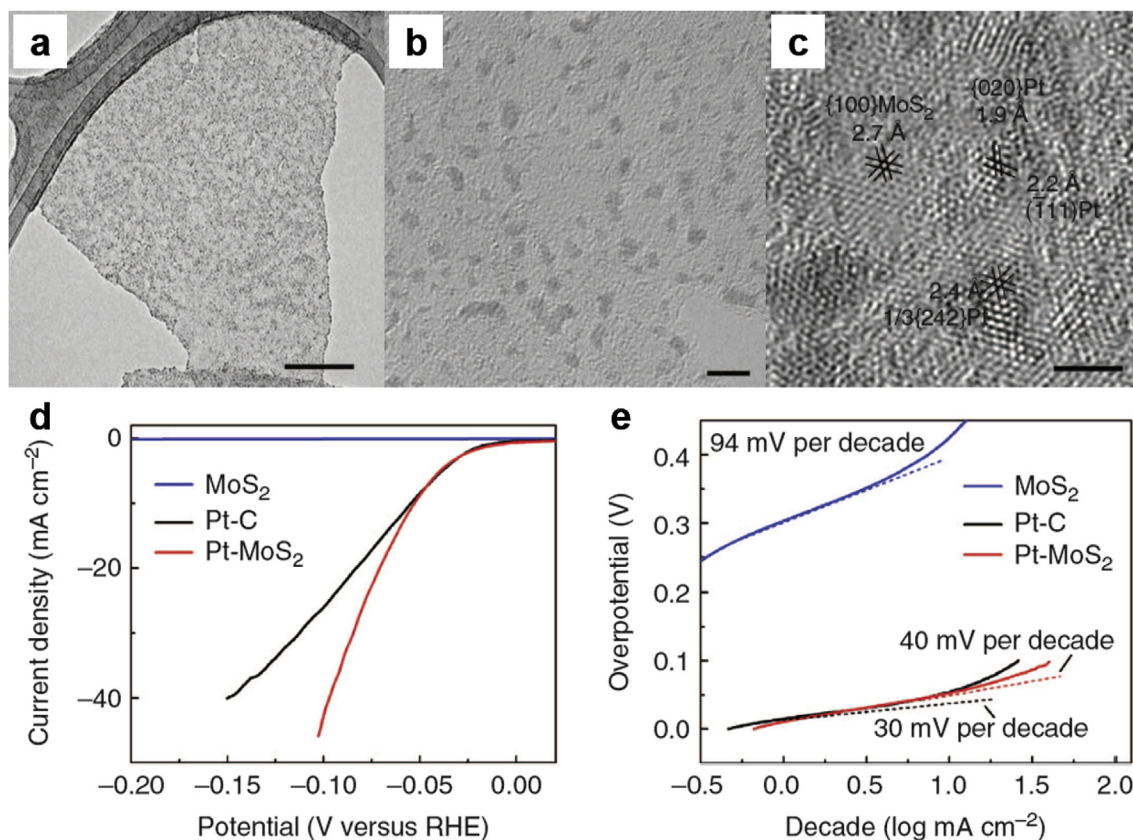 a
b
c
{100}MoS₂
2.7 Å
{020}Pt
1.9 Å
2.2 Å
(1̄11)Pt
2.4 Å
1/3{242}Pt
d
0
−20
−40
Current density (mA cm⁻²)
MoS₂
Pt-C
Pt-MoS₂
−0.20
−0.15
−0.10
−0.05
0.00
Potential (V versus RHE)
e
0.4
0.3
0.2
0.1
0.0
Overpotential (V)
94 mV per decade
MoS₂
Pt-C
Pt-MoS₂
40 mV per decade
30 mV per decade
−0.5
0.0
0.5
1.0
1.5
2.0
Decade (log mA cm⁻²)